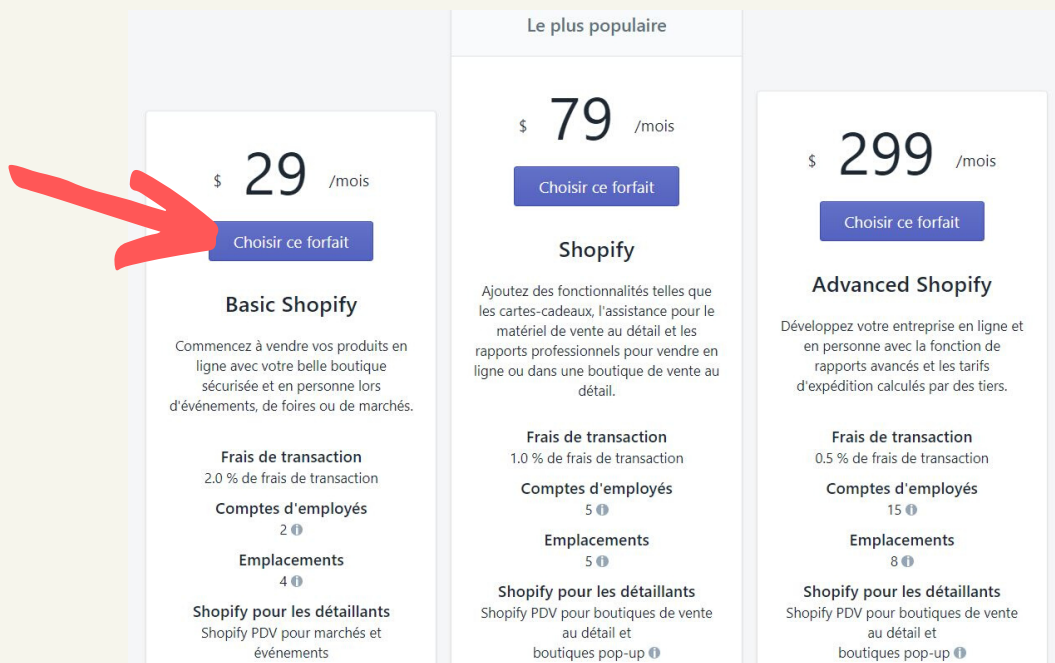 Le plus populaire
$ 29 /mois
Choisir ce forfait
Basic Shopify
Commencez à vendre vos produits en
ligne avec votre belle boutique
sécurisée et en personne lors
d'événements, de foires ou de marchés.
Frais de transaction
2.0 % de frais de transaction
Comptes d'employés
2
Emplacements
4
Shopify pour les détaillants
Shopify PDV pour marchés et
événements
$ 79 /mois
Choisir ce forfait
Shopify
Ajoutez des fonctionnalités telles que
les cartes-cadeaux, l'assistance pour le
matériel de vente au détail et les
rapports professionnels pour vendre en
ligne ou dans une boutique de vente au
détail.
Frais de transaction
1.0 % de frais de transaction
Comptes d'employés
5
Emplacements
5
Shopify pour les détaillants
Shopify PDV pour boutiques de vente
au détail et
boutiques pop-up
$ 299 /mois
Choisir ce forfait
Advanced Shopify
Développez votre entreprise en ligne et
en personne avec la fonction de
rapports avancés et les tarifs
d'expédition calculés par des tiers.
Frais de transaction
0.5 % de frais de transaction
Comptes d'employés
15
Emplacements
8
Shopify pour les détaillants
Shopify PDV pour boutiques de vente
au détail et
boutiques pop-up